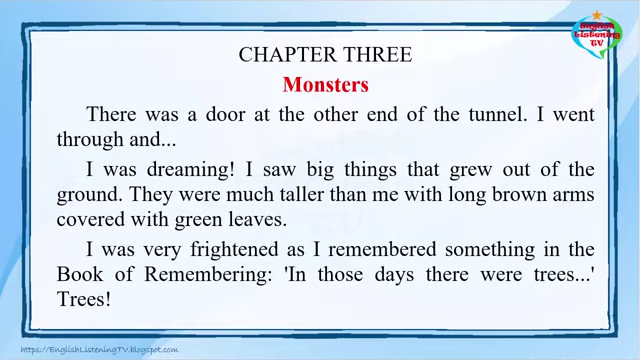 English
Listening
TV
CHAPTER THREE
Monsters
There was a door at the other end of the tunnel. I went
through and...
I was dreaming! I saw big things that grew out of the
ground. They were much taller than me with long brown arms
covered with green leaves.
I was very frightened as I remembered something in the
Book of Remembering: 'In those days there were trees...'
Trees!
https://EnglishListeningTV.blogspot.com